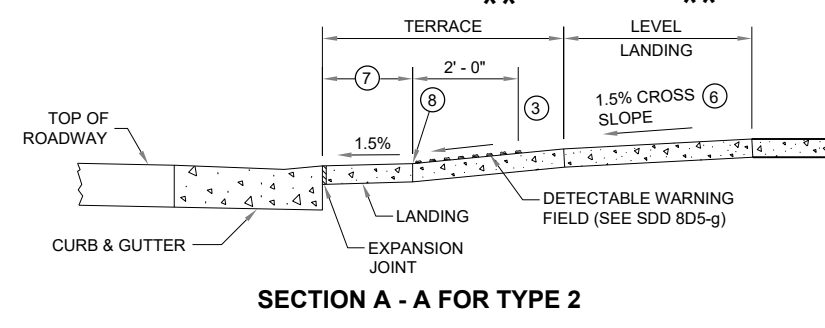 ** **
TERRACE
LEVEL
LANDING
2' - 0"
7
8
3
1.5% CROSS
SLOPE
6
TOP OF
ROADWAY
1.5%
DETECTABLE WARNING
FIELD (SEE SDD 8D5-g)
LANDING
CURB & GUTTER
EXPANSION
JOINT
SECTION A - A FOR TYPE 2